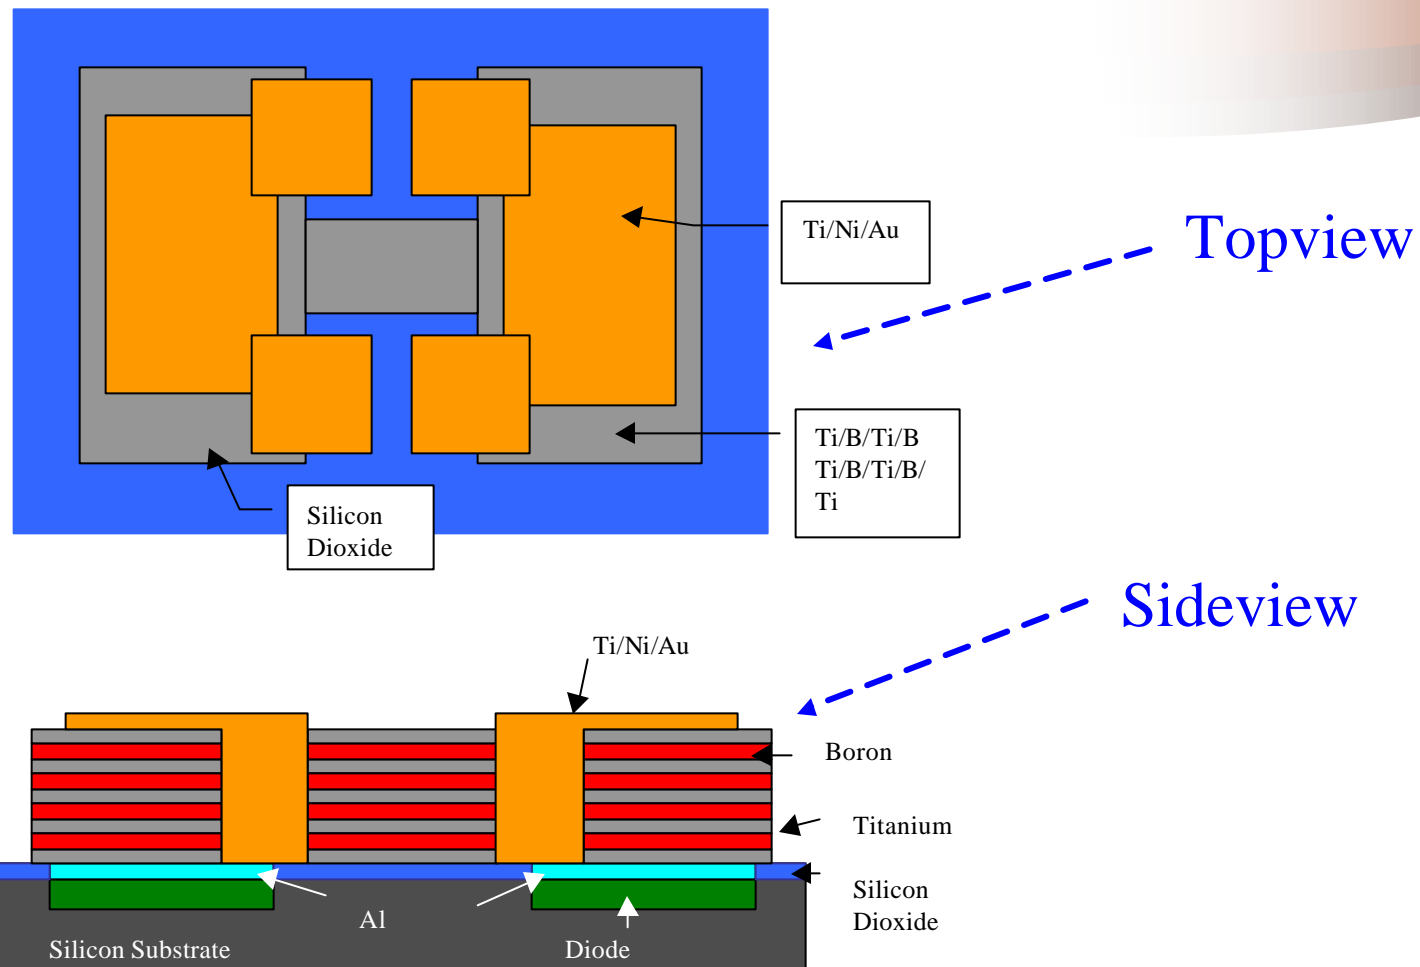 Ti/Ni/Au
Topview
Ti/B/Ti/B
Ti/B/Ti/B/
Ti
Silicon
Dioxide
Sideview
Ti/Ni/Au
Boron
Titanium
Silicon
Dioxide
Al
Silicon Substrate
Diode